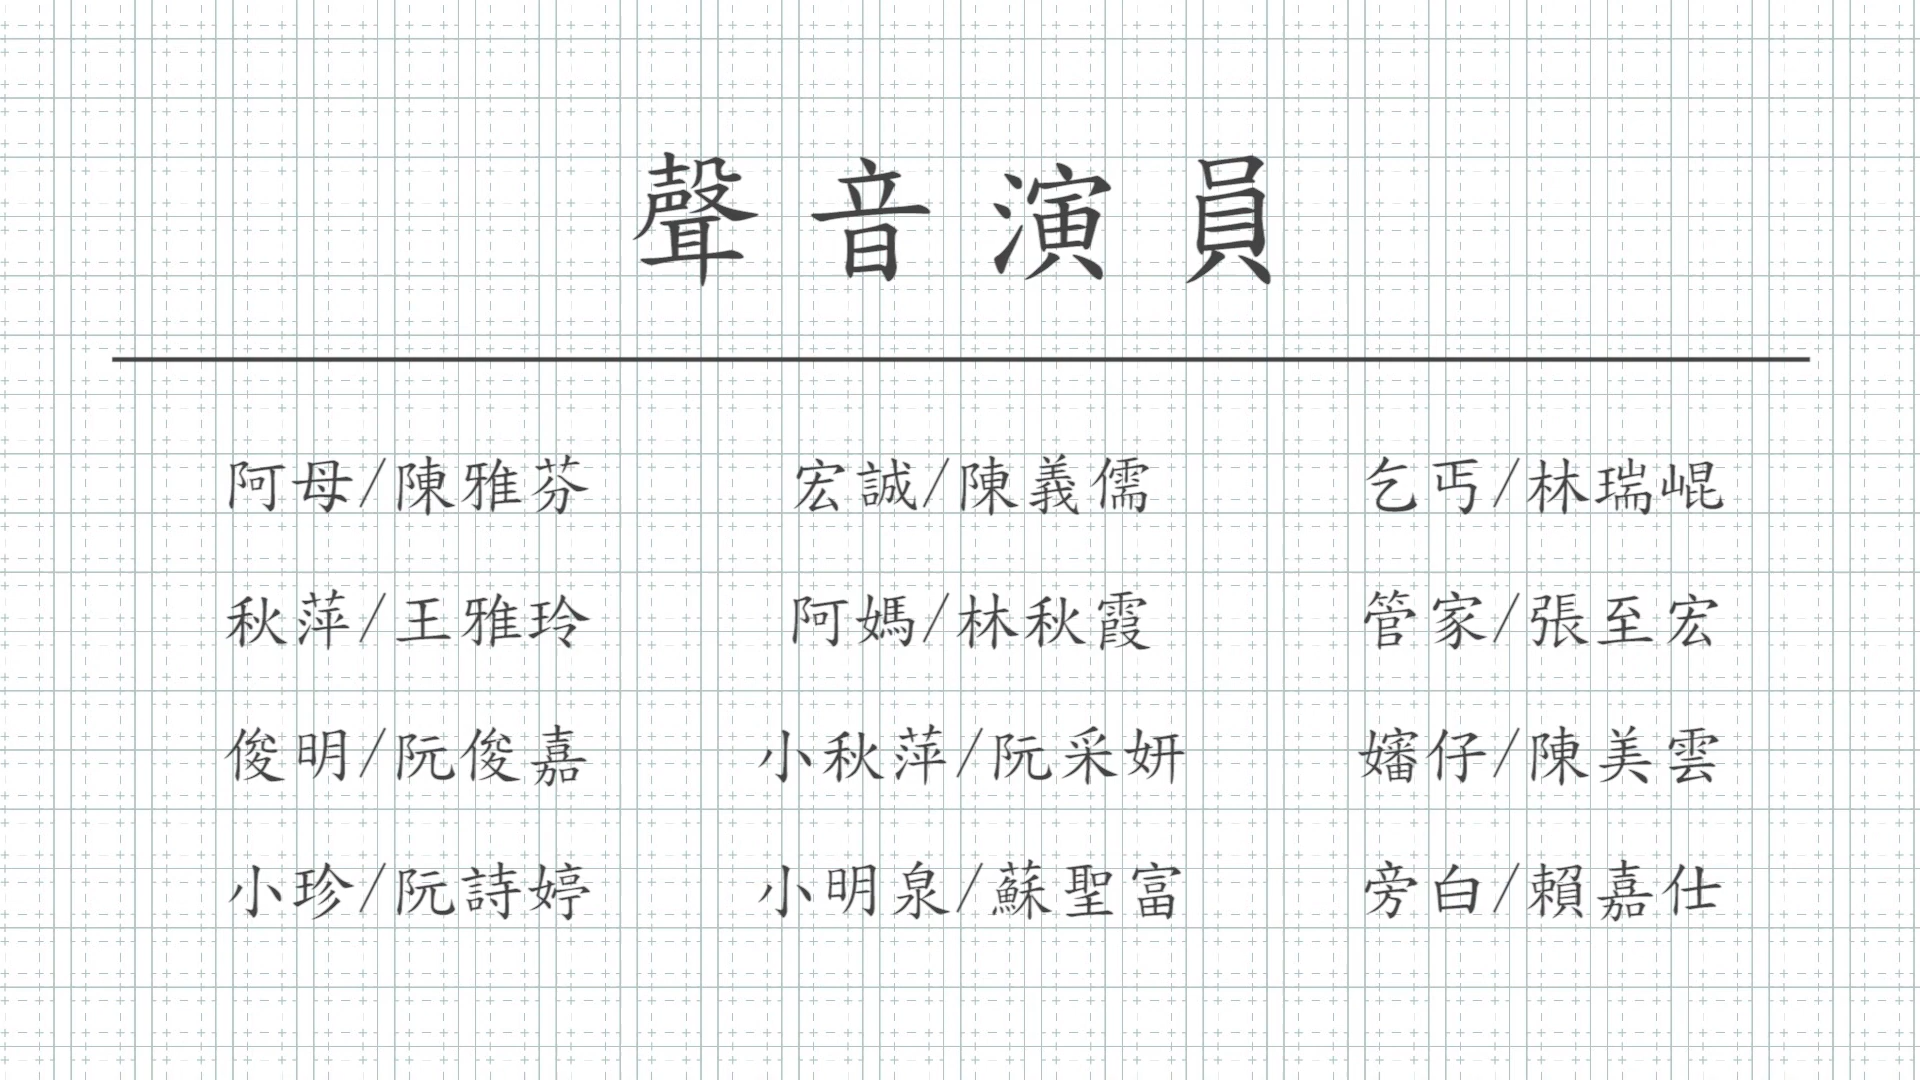 聲音演員
阿母/陳雅芬 宏誠/陳義儒 乞丐/林瑞崐
秋萍/王雅玲 阿媽/林秋霞 管家/張至宏
俊明/阮俊嘉 小秋萍/阮采妍 嬸仔/陳美雲
小珍/阮詩婷 小明泉/蘇聖富 旁白/賴嘉仕